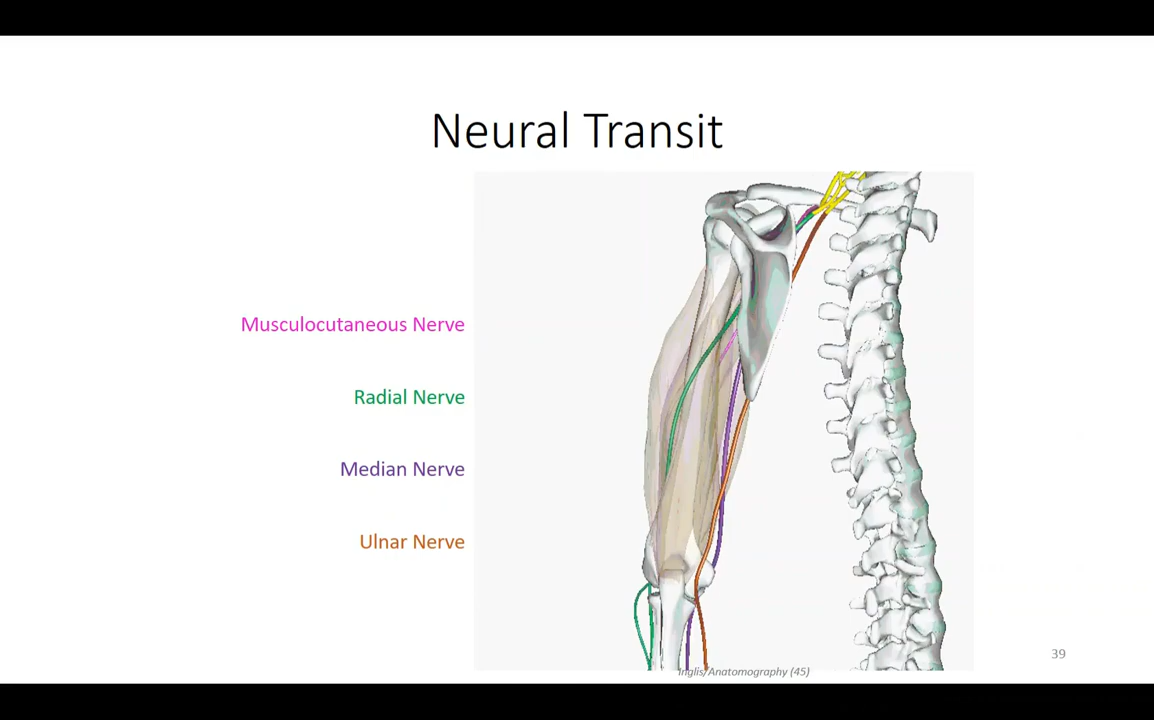 Neural Transit
Musculocutaneous Nerve
Radial Nerve
Median Nerve
Ulnar Nerve
Inglis/Anatomography (45)
39